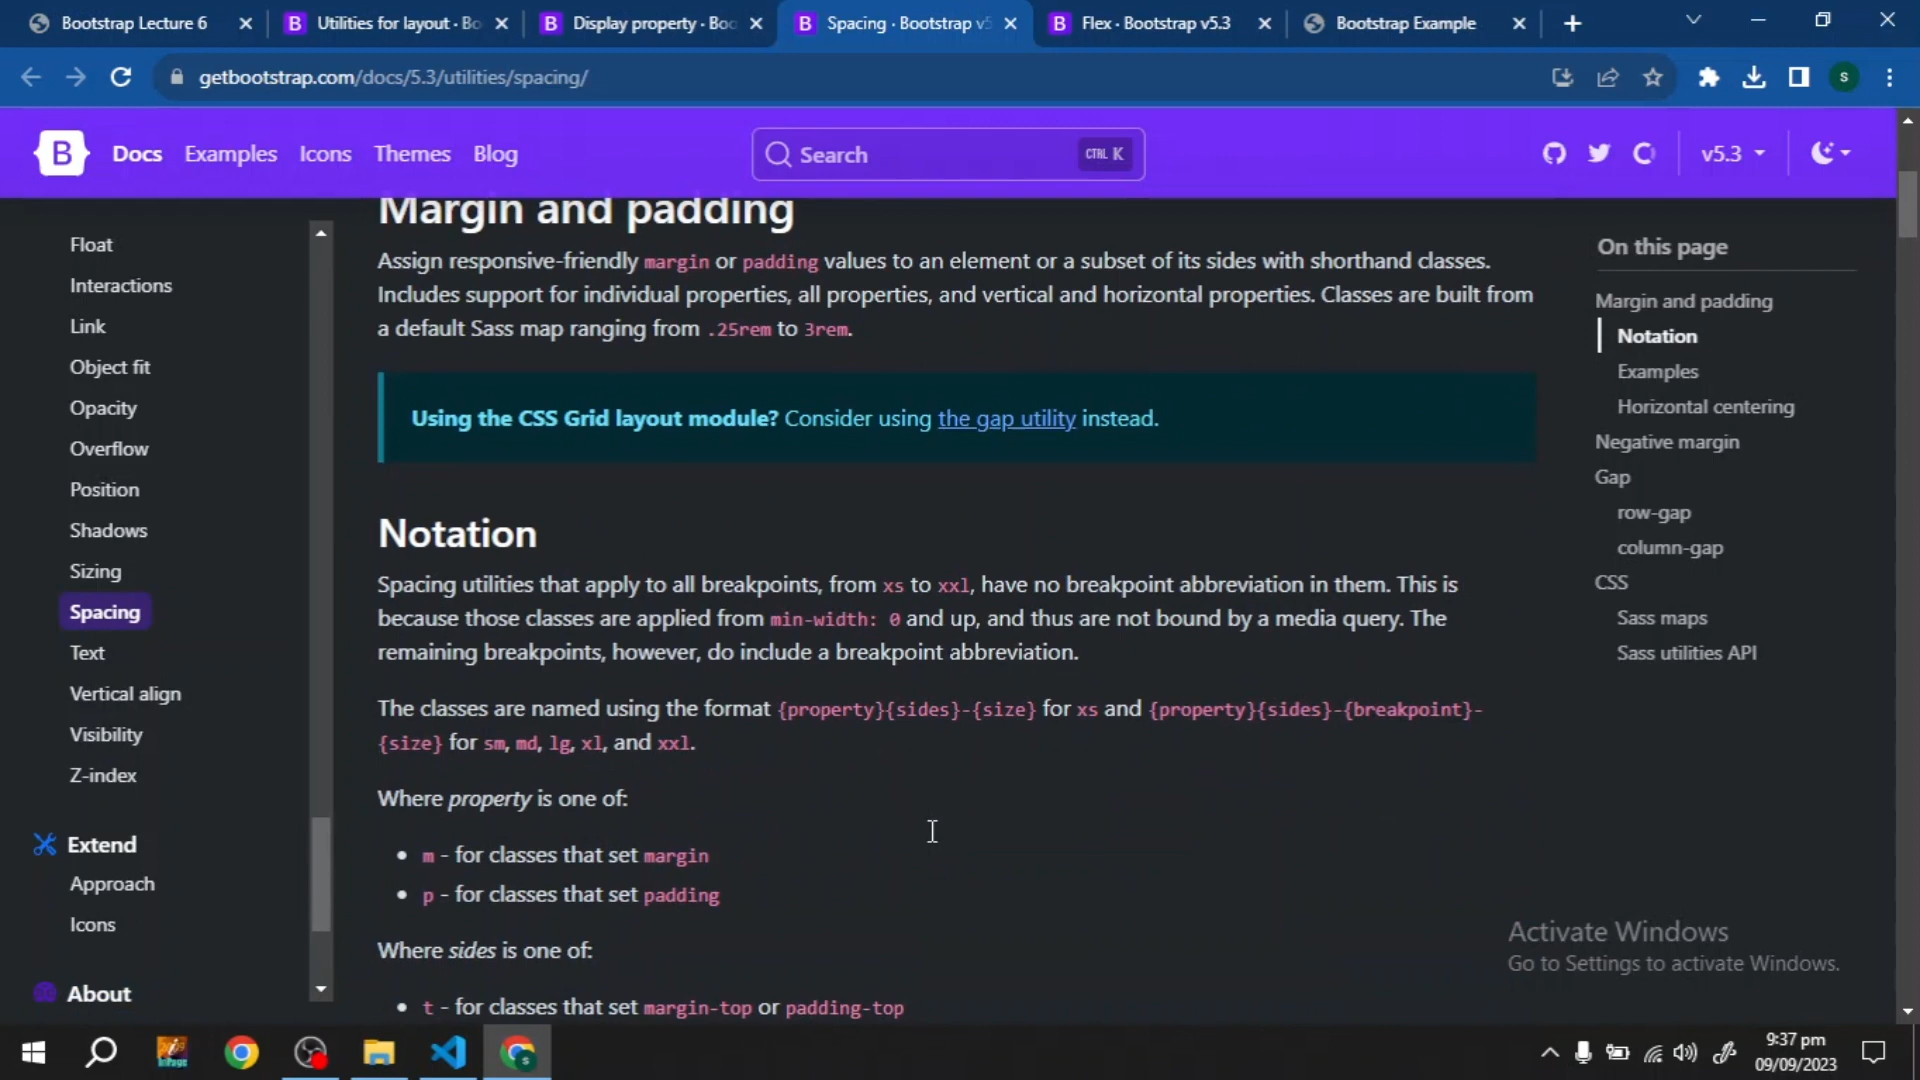 Bootstrap Lecture 6
Utilities for layout · Bo
Display property · Boo
Spacing · Bootstrap v5
Flex · Bootstrap v5.3
Bootstrap Example
getbootstrap.com/docs/5.3/utilities/spacing/
S
B
Docs
Examples
Icons
Themes
Blog
Search
CTRL K
v5.3
Float
Interactions
Link
Object fit
Opacity
Overflow
Position
Shadows
Sizing
Spacing
Text
Vertical align
Visibility
Z-index
Extend
Approach
Icons
About
Margin and padding
Assign responsive-friendly margin or padding values to an element or a subset of its sides with shorthand classes.
Includes support for individual properties, all properties, and vertical and horizontal properties. Classes are built from
a default Sass map ranging from .25rem to 3rem.
Using the CSS Grid layout module? Consider using the gap utility instead.
Notation
Spacing utilities that apply to all breakpoints, from xs to xxl, have no breakpoint abbreviation in them. This is
because those classes are applied from min-width: 0 and up, and thus are not bound by a media query. The
remaining breakpoints, however, do include a breakpoint abbreviation.
The classes are named using the format {property}{sides}-{size} for xs and {property}{sides}-{breakpoint}-
{size} for sm, md, lg, xl, and xxl.
Where property is one of:
• m - for classes that set margin
• p - for classes that set padding
Where sides is one of:
• t - for classes that set margin-top or padding-top
On this page
Margin and padding
Notation
Examples
Horizontal centering
Negative margin
Gap
row-gap
column-gap
CSS
Sass maps
Sass utilities API
Activate Windows
Go to Settings to activate Windows.
9:37 pm
09/09/2023